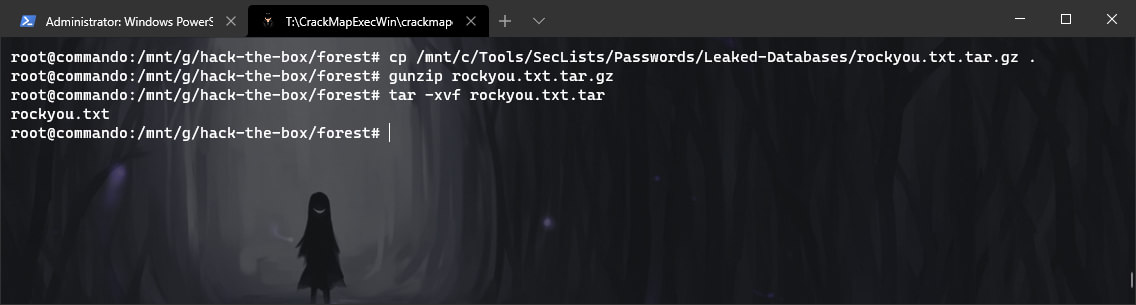 Administrator: Windows PowerS
T:\CrackMapExecWin\crackmape
root@commando:/mnt/g/hack-the-box/forest# cp /mnt/c/Tools/SecLists/Passwords/Leaked-Databases/rockyou.txt.tar.gz .
root@commando:/mnt/g/hack-the-box/forest# gunzip rockyou.txt.tar.gz
root@commando:/mnt/g/hack-the-box/forest# tar -xvf rockyou.txt.tar
rockyou.txt
root@commando:/mnt/g/hack-the-box/forest#